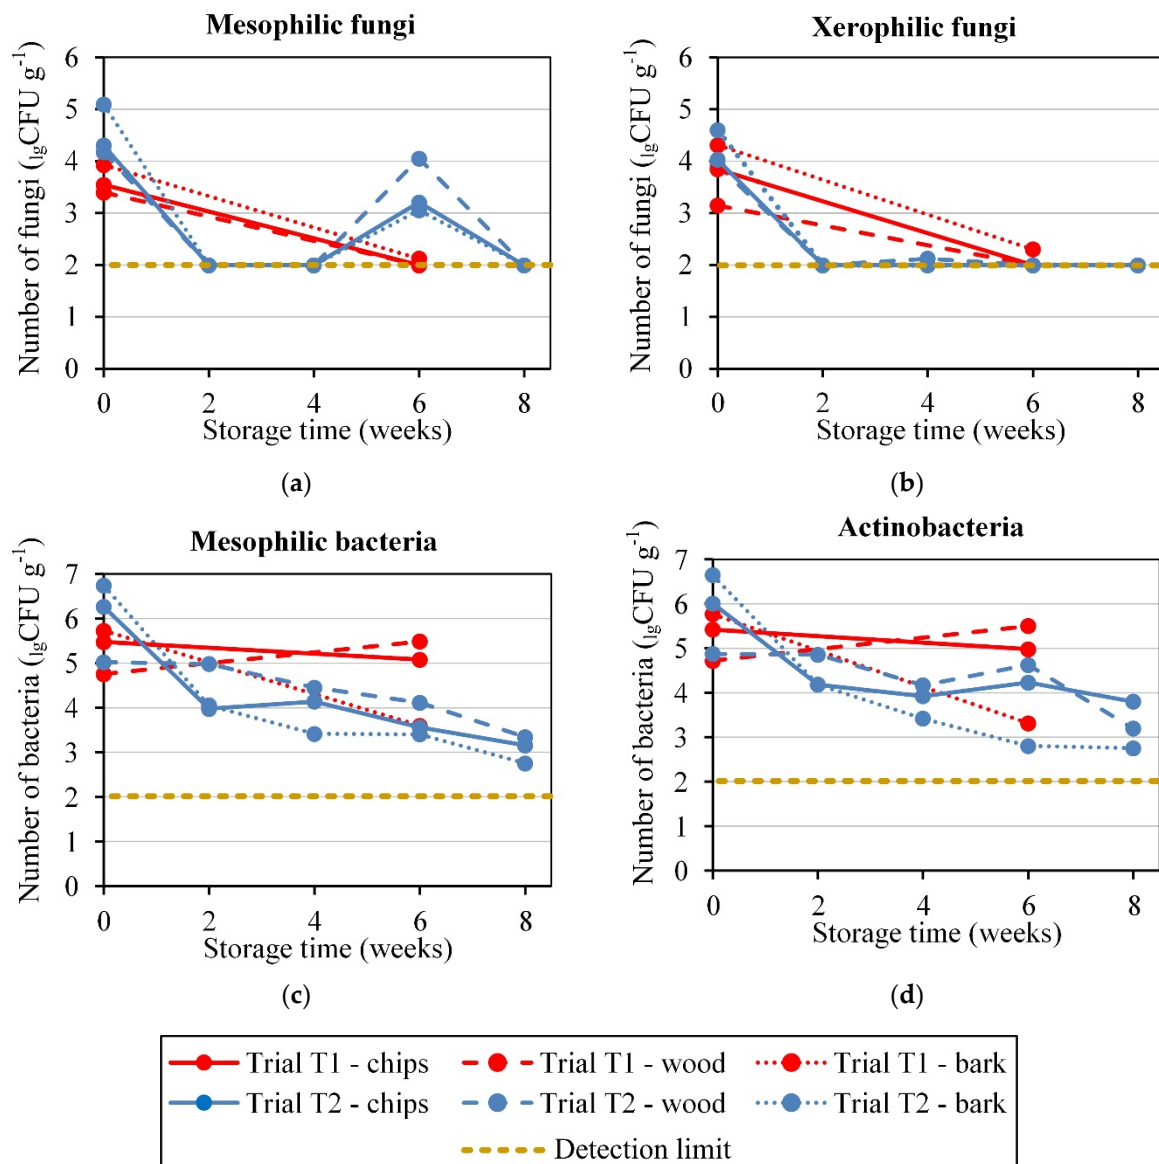 Mesophilic fungi
Number of fungi (lgCFU g-1)
6
5
4
3
2
1
0
0 2 4 6 8
Storage time (weeks)
(a)
Xerophilic fungi
Number of fungi (lgCFU g-1)
6
5
4
3
2
1
0
0 2 4 6 8
Storage time (weeks)
(b)
Mesophilic bacteria
Number of bacteria (lgCFU g-1)
7
6
5
4
3
2
1
0
0 2 4 6 8
Storage time (weeks)
(c)
Actinobacteria
Number of bacteria (lgCFU g-1)
7
6
5
4
3
2
1
0
0 2 4 6 8
Storage time (weeks)
(d)
Trial T1 - chips Trial T1 - wood Trial T1 - bark
Trial T2 - chips Trial T2 - wood Trial T2 - bark
Detection limit